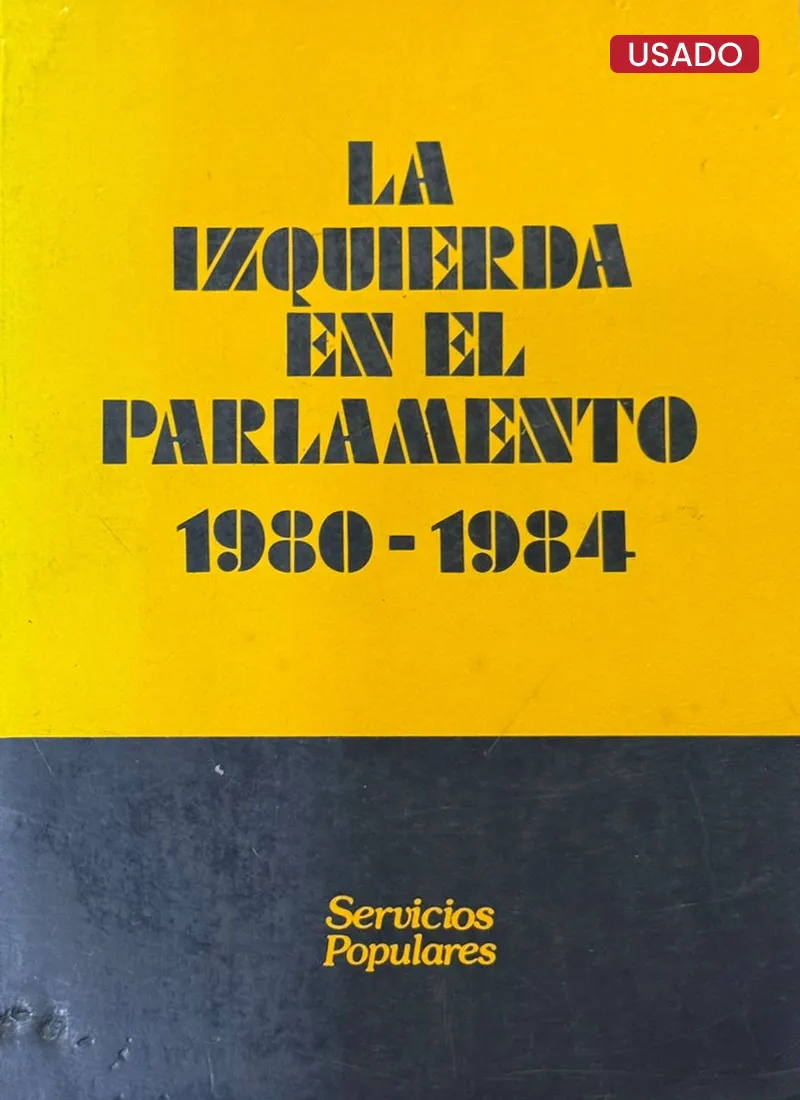 USADO
LA
IZQUIERDA
EN EL
PARLAMENTO
1980-1984
Servicios
Populares